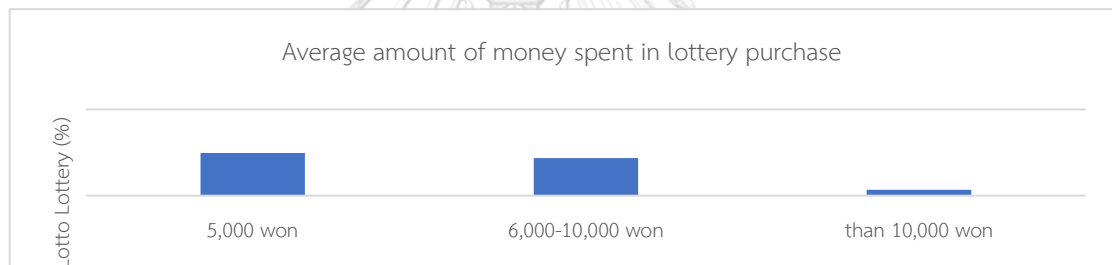 Average amount of money spent in lottery purchase
Lotto Lottery (%)
5,000 won
6,000-10,000 won
than 10,000 won